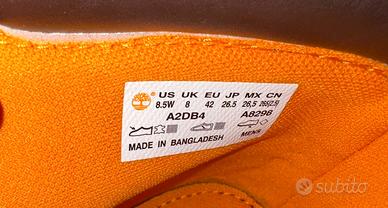 US UK EU JP MX CN
8.5W 8 42 26.5 26,5 265(2.5)
A2DB4 A8298
MENS
MADE IN BANGLADESH
subito